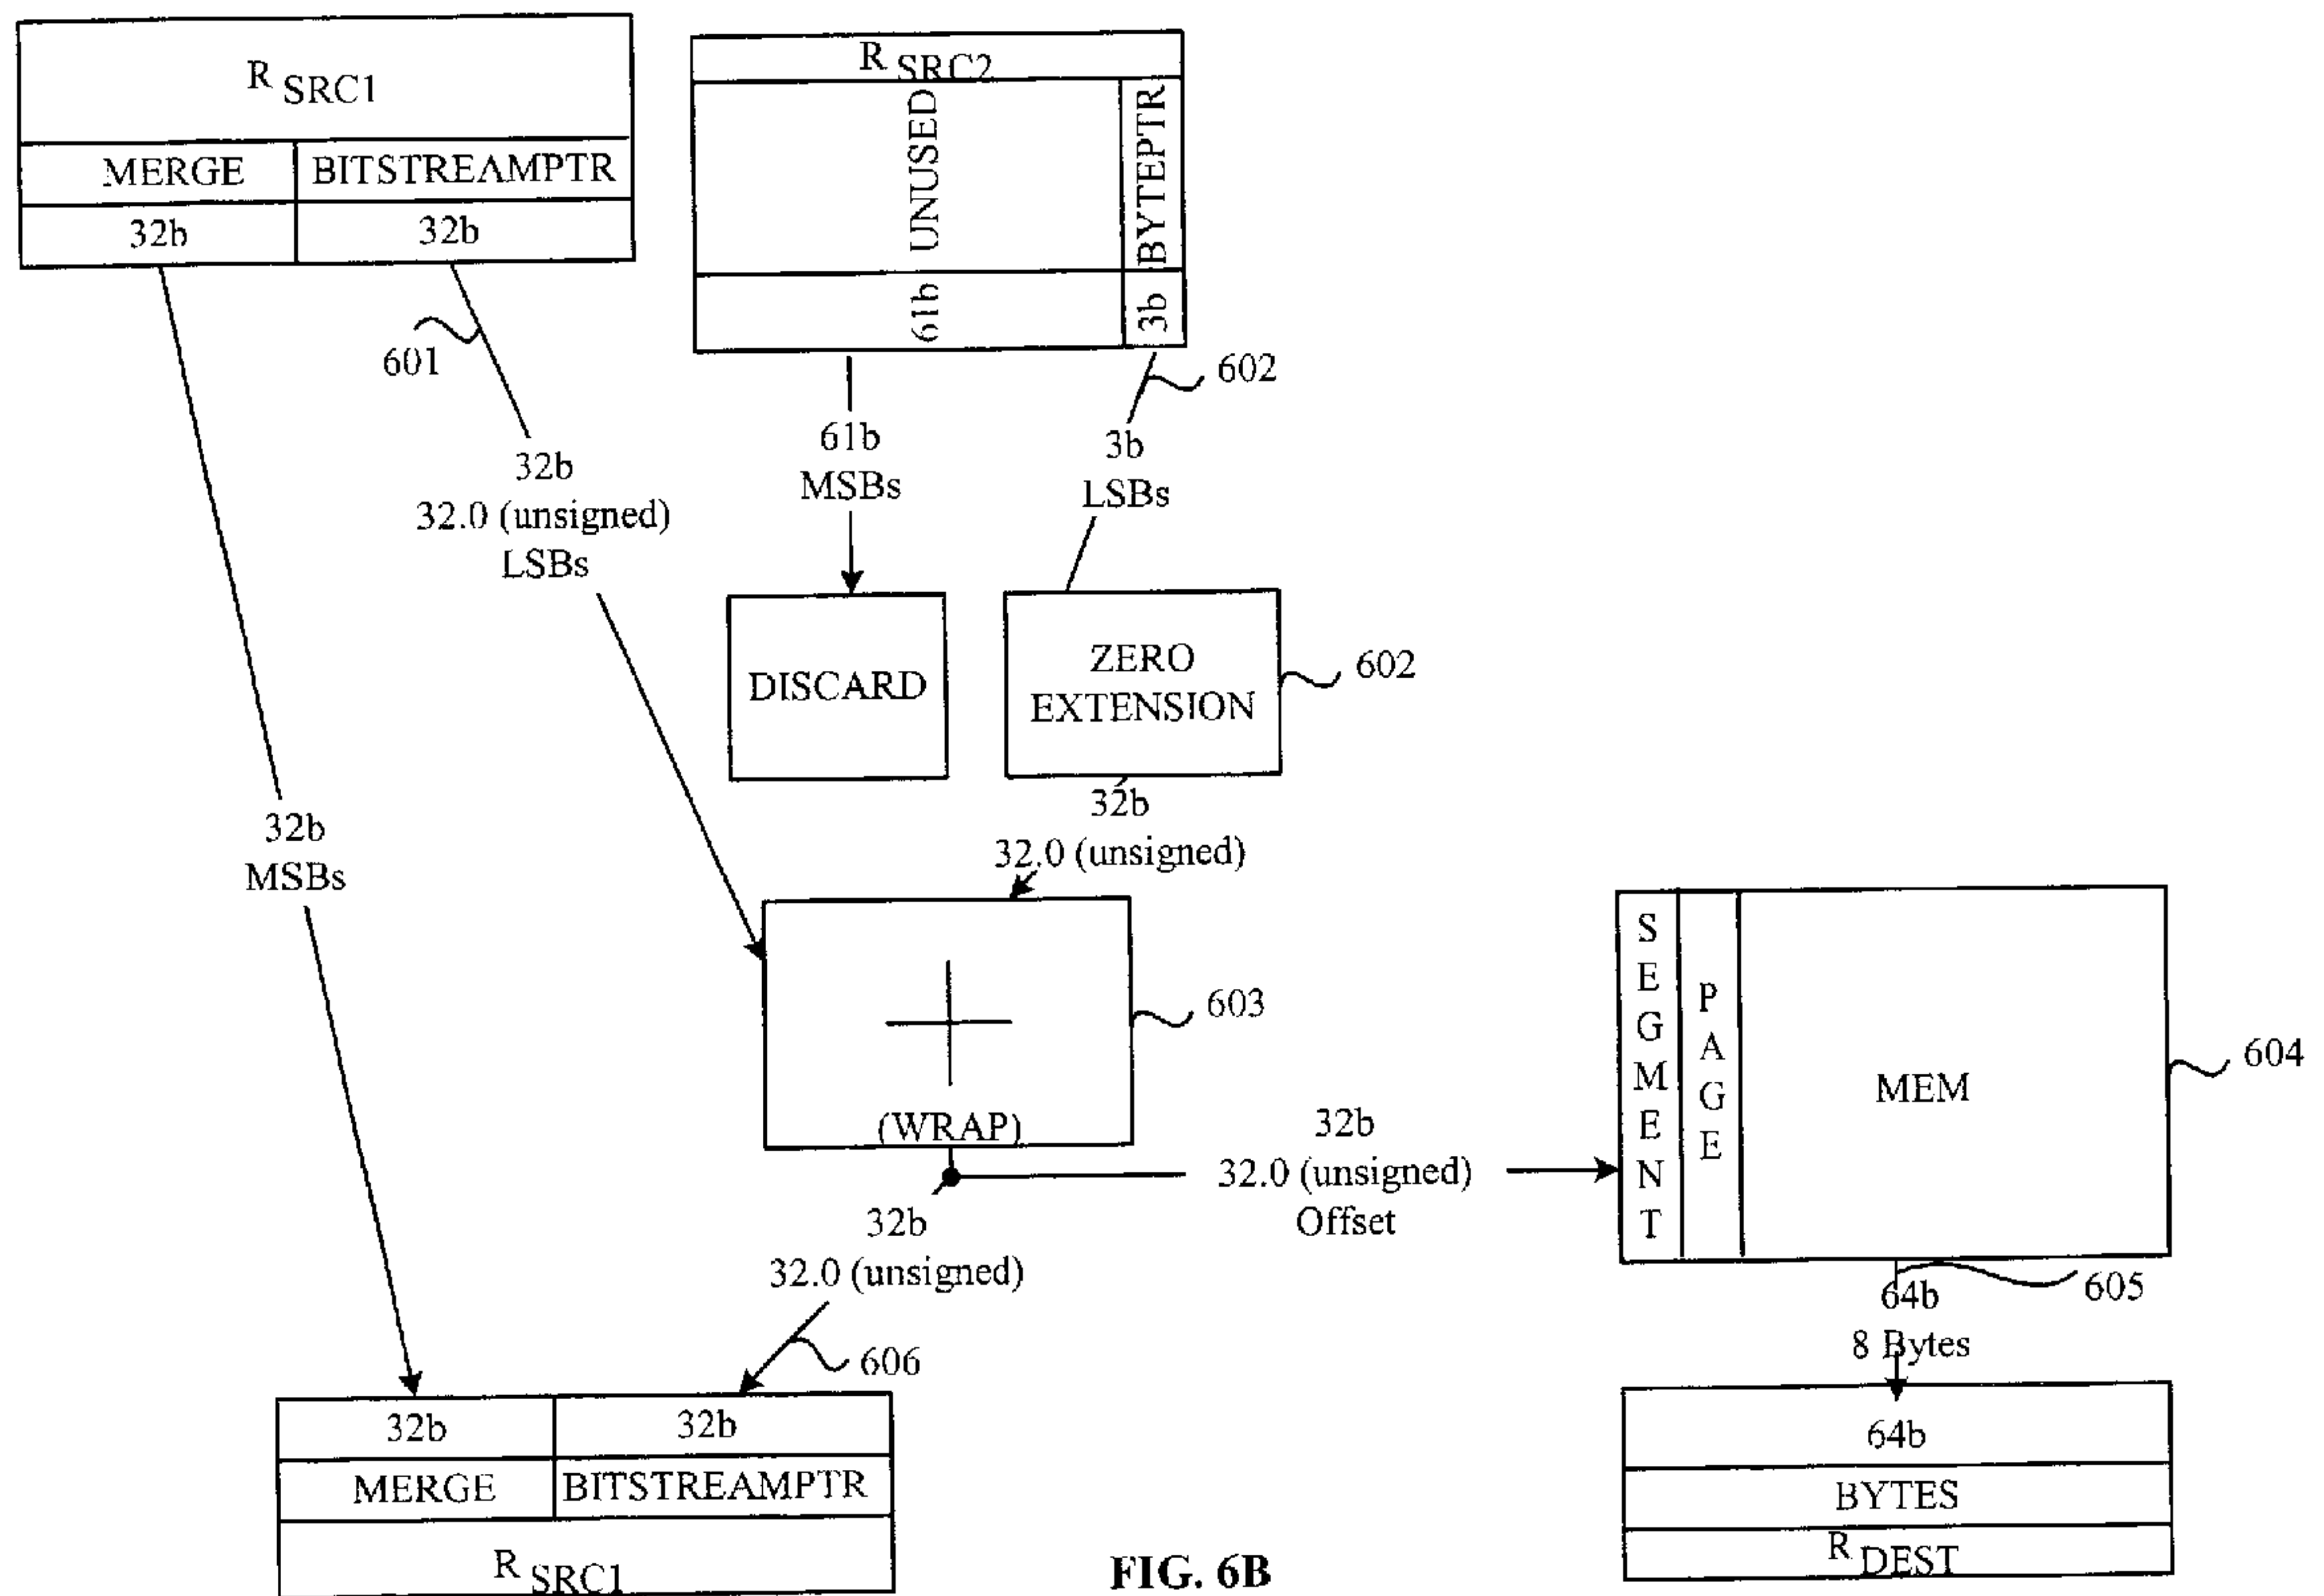 R SRC1
MERGE BITSTREAMPTR
32b 32b
R SRC2
UNUSED
BYTEPTR
61b
3b
601
602
61b
MSBs
3b
LSBs
32b
32.0 (unsigned)
LSBs
DISCARD
ZERO
EXTENSION
602
32b
32.0 (unsigned)
32b
MSBs
603
(WRAP)
SEGMENT
PAGE
MEM
604
32b
32.0 (unsigned)
Offset
32b
32.0 (unsigned)
606
605
64b
8 Bytes
32b 32b
MERGE BITSTREAMPTR
R SRC1
64b
BYTES
R DEST
FIG. 6B